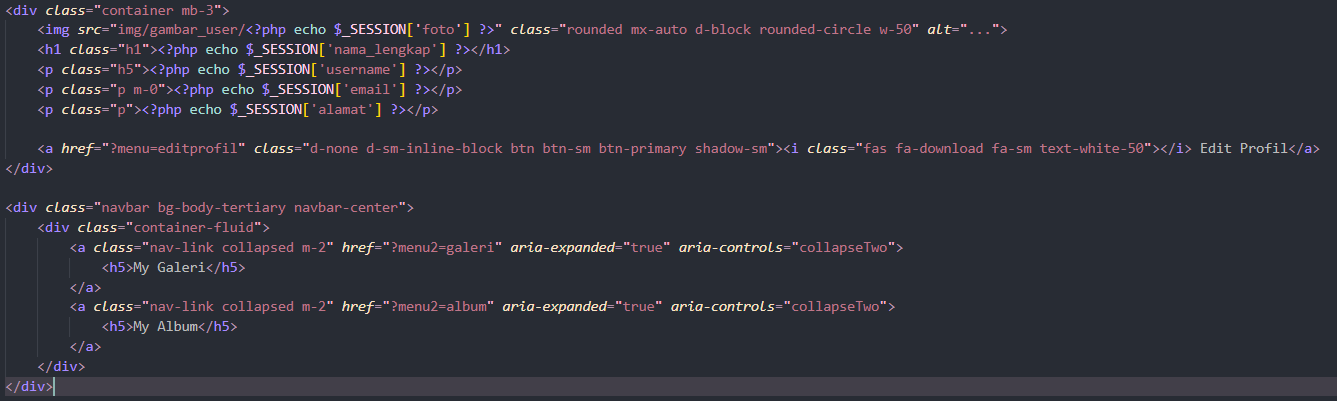 <div class="container mb-3">
    <img src="img/gambar_user/<?php echo $_SESSION['foto'] ?>" class="rounded mx-auto d-block rounded-circle w-50" alt="...">
    <h1 class="h1"><?php echo $_SESSION['nama_lengkap'] ?></h1>
    <p class="h5"><?php echo $_SESSION['username'] ?></p>
    <p class="p m-0"><?php echo $_SESSION['email'] ?></p>
    <p class="p"><?php echo $_SESSION['alamat'] ?></p>

    <a href="?menu=editprofil" class="d-none d-sm-inline-block btn btn-sm btn-primary shadow-sm"><i class="fas fa-download fa-sm text-white-50"></i> Edit Profil</a>
</div>

<div class="navbar bg-body-tertiary navbar-center">
    <div class="container-fluid">
        <a class="nav-link collapsed m-2" href="?menu2=galeri" aria-expanded="true" aria-controls="collapseTwo">
            <h5>My Galeri</h5>
        </a>
        <a class="nav-link collapsed m-2" href="?menu2=album" aria-expanded="true" aria-controls="collapseTwo">
            <h5>My Album</h5>
        </a>
    </div>
</div>